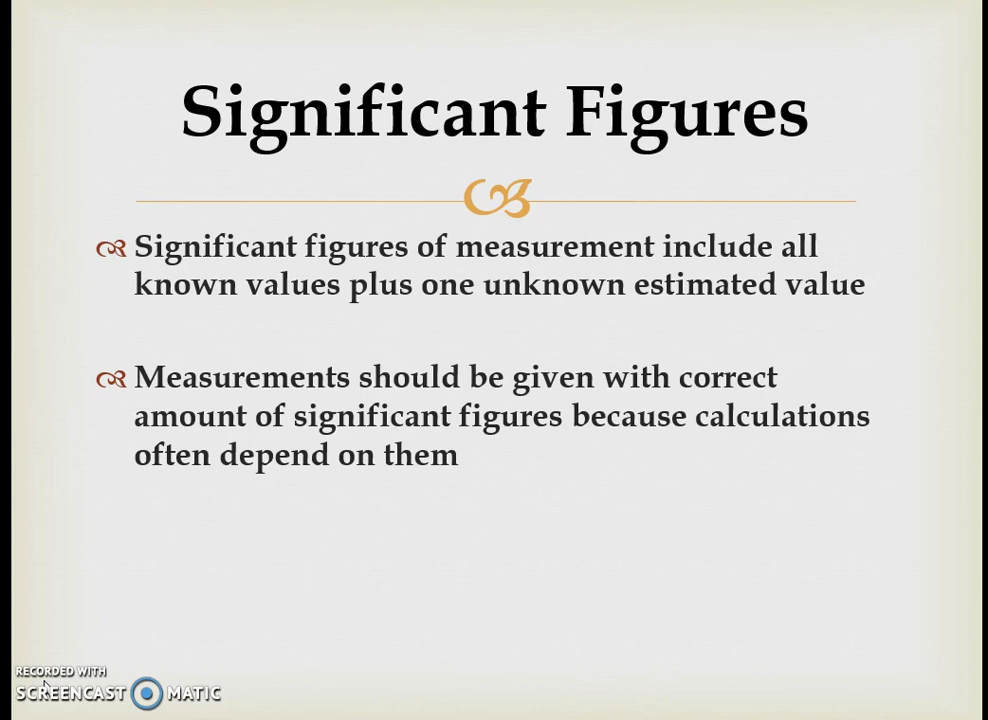 Significant Figures
Significant figures of measurement include all
known values plus one unknown estimated value
Measurements should be given with correct
amount of significant figures because calculations
often depend on them
RECORDED WITH
SCREENCAST MATIC